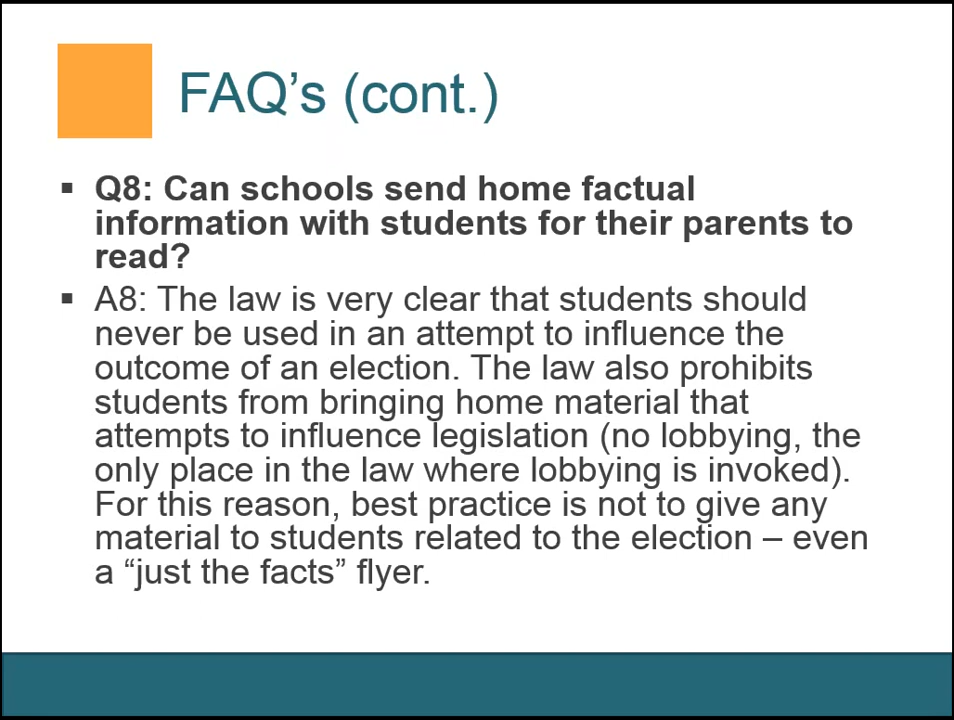 FAQ’s (cont.)
▪ Q8: Can schools send home factual
information with students for their parents to
read?
▪ A8: The law is very clear that students should
never be used in an attempt to influence the
outcome of an election. The law also prohibits
students from bringing home material that
attempts to influence legislation (no lobbying, the
only place in the law where lobbying is invoked).
For this reason, best practice is not to give any
material to students related to the election – even
a “just the facts” flyer.